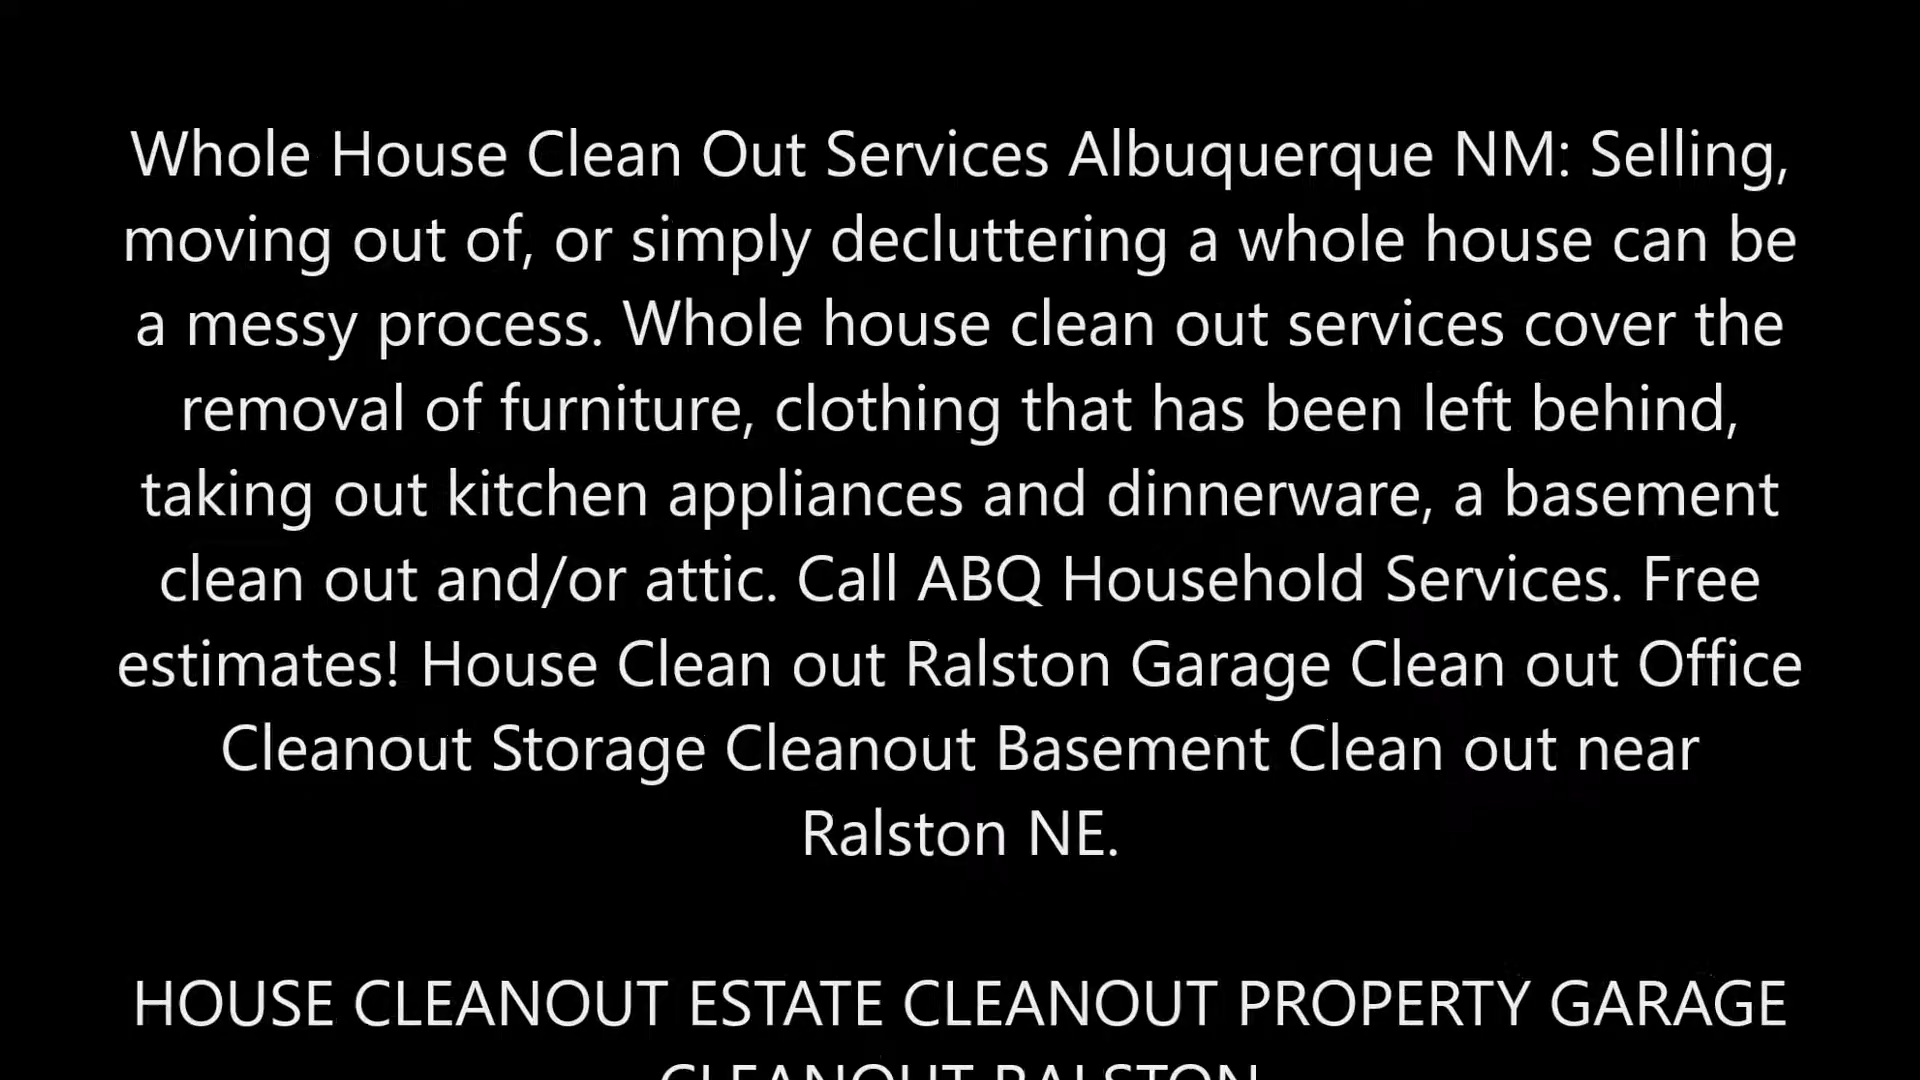 Whole House Clean Out Services Albuquerque NM: Selling,
moving out of, or simply decluttering a whole house can be
a messy process. Whole house clean out services cover the
removal of furniture, clothing that has been left behind,
taking out kitchen appliances and dinnerware, a basement
clean out and/or attic. Call ABQ Household Services. Free
estimates! House Clean out Ralston Garage Clean out Office
Cleanout Storage Cleanout Basement Clean out near
Ralston NE.
HOUSE CLEANOUT ESTATE CLEANOUT PROPERTY GARAGE
CLEANOUT RALSTON